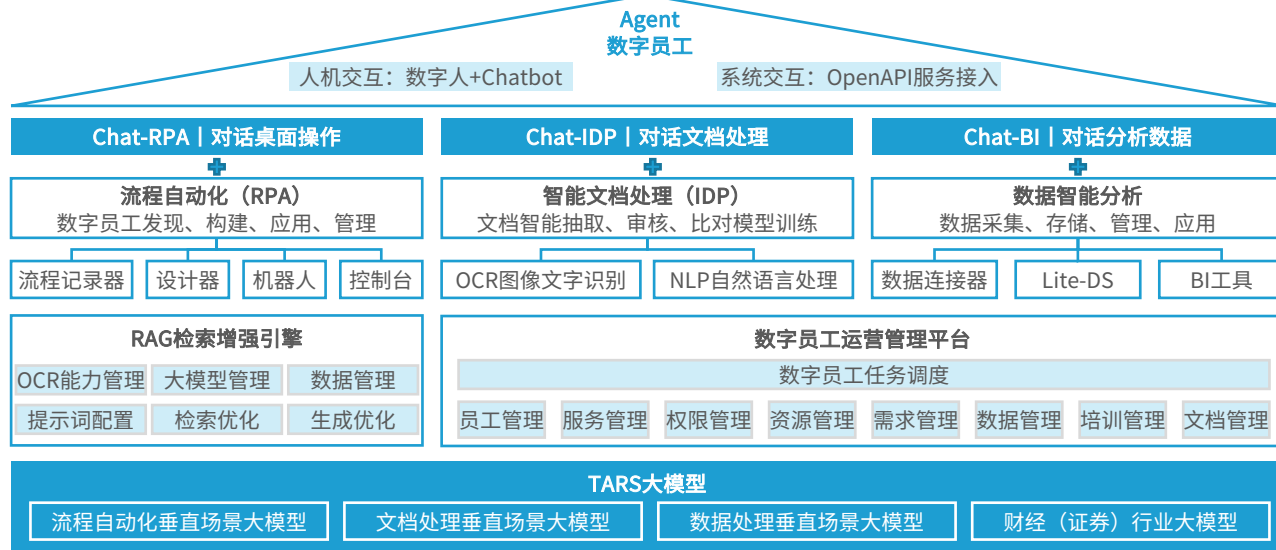 Agent
数字员工
人机交互：数字人+Chatbot
系统交互：OpenAPI服务接入
Chat-RPA｜对话桌面操作
Chat-IDP｜对话文档处理
Chat-BI｜对话分析数据
流程自动化（RPA）
数字员工发现、构建、应用、管理
智能文档处理（IDP）
文档智能抽取、审核、比对模型训练
数据智能分析
数据采集、存储、管理、应用
流程记录器
设计器
机器人
控制台
OCR图像文字识别
NLP自然语言处理
数据连接器
Lite-DS
BI工具
RAG检索增强引擎
OCR能力管理
大模型管理
数据管理
提示词配置
检索优化
生成优化
数字员工运营管理平台
数字员工任务调度
员工管理
服务管理
权限管理
资源管理
需求管理
数据管理
培训管理
文档管理
TARS大模型
流程自动化垂直场景大模型
文档处理垂直场景大模型
数据处理垂直场景大模型
财经（证券）行业大模型